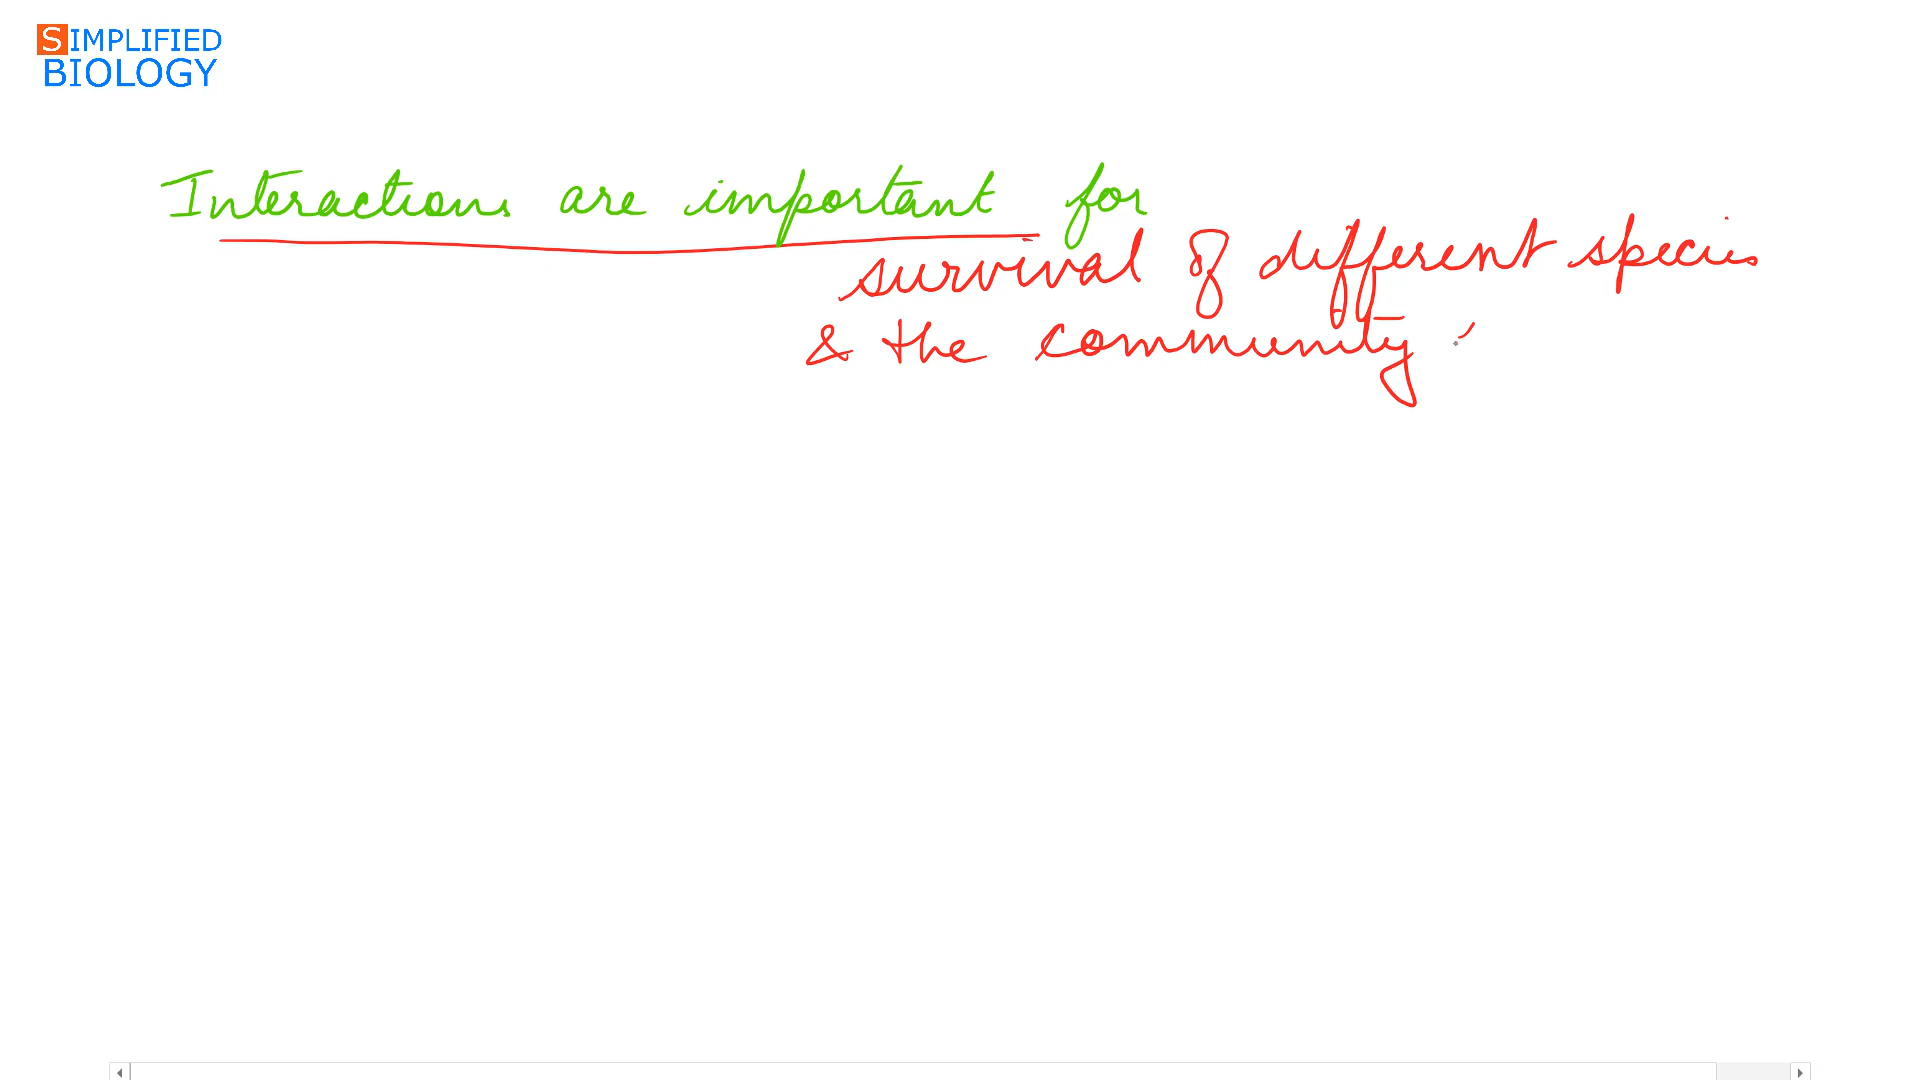 SIMPLIFIED
BIOLOGY
Interactions are important for
survival of different species
& the community